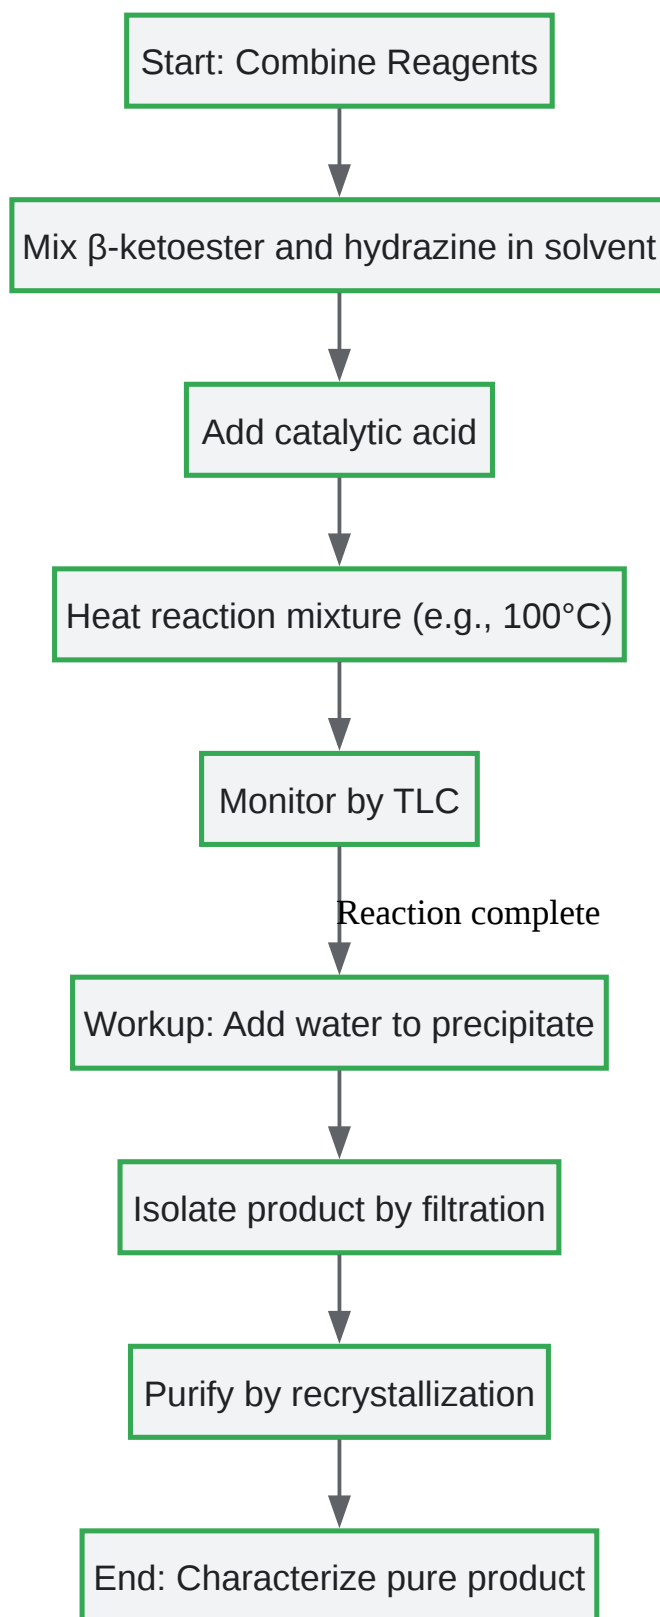 Start: Combine Reagents
Mix β-ketoester and hydrazine in solvent
Add catalytic acid
Heat reaction mixture (e.g., 100°C)
Monitor by TLC
Reaction complete
Workup: Add water to precipitate
Isolate product by filtration
Purify by recrystallization
End: Characterize pure product